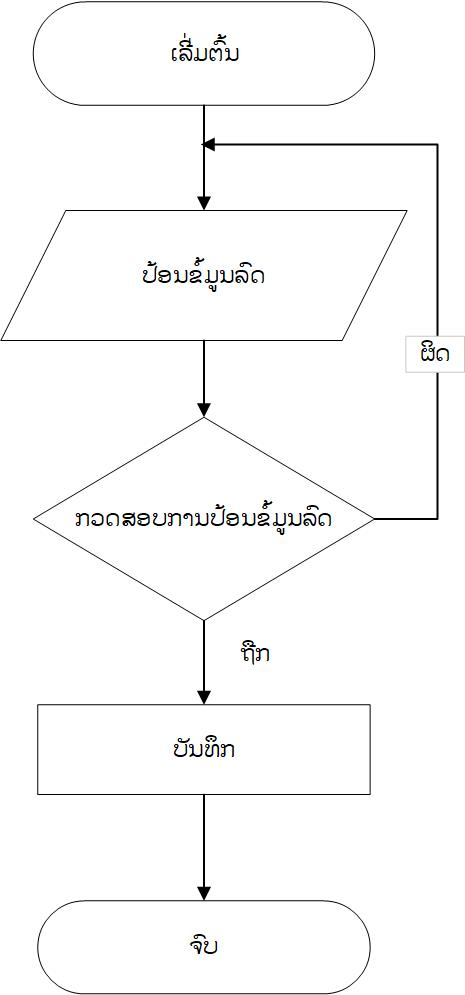 ເລີ່ມຕົ້ນ
ປ້ອນຂໍ້ມູນລົດ
ຜິດ
ກວດສອບການປ້ອນຂໍ້ມູນລົດ
ຖືກ
ບັນທຶກ
ຈົບ